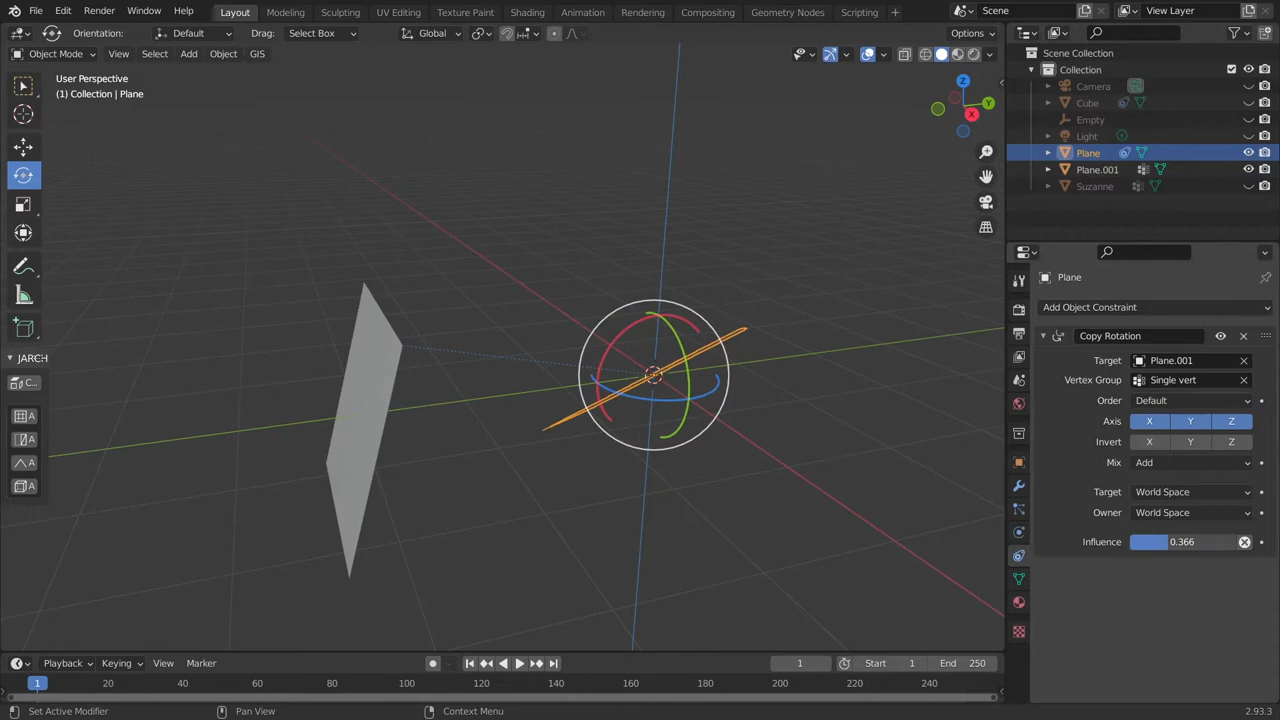 File Edit Render Window Help Layout Modeling Sculpting UV Editing Texture Paint Shading Animation Rendering Compositing Geometry Nodes Scripting + Scene View Layer
Orientation: Default Drag: Select Box Global Options
Object Mode View Select Add Object GIS
User Perspective
(1) Collection | Plane
Z
Y
X
JARCH
C...
A
A
A
A
Scene Collection
Collection
Camera
Cube
Empty
Light
Plane
Plane.001
Suzanne
Plane
Add Object Constraint
Copy Rotation
Target Plane.001
Vertex Group Single vert
Order Default
Axis X Y Z
Invert X Y Z
Mix Add
Target World Space
Owner World Space
Influence 0.366
Playback Keying View Marker 1 Start 1 End 250
1 20 40 60 80 100 120 140 160 180 200 220 240
Set Active Modifier Pan View Context Menu 2.93.3